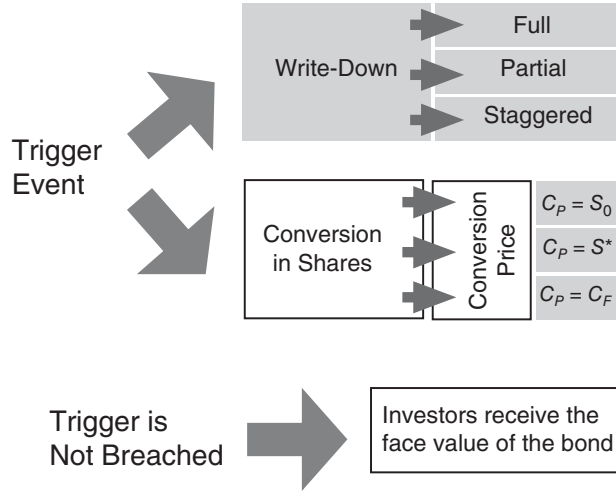 Trigger
Event
Write-Down
Full
Partial
Staggered
Conversion
in Shares
Conversion
Price
C_P = S_0
C_P = S*
C_P = C_F
Trigger is
Not Breached
Investors receive the
face value of the bond